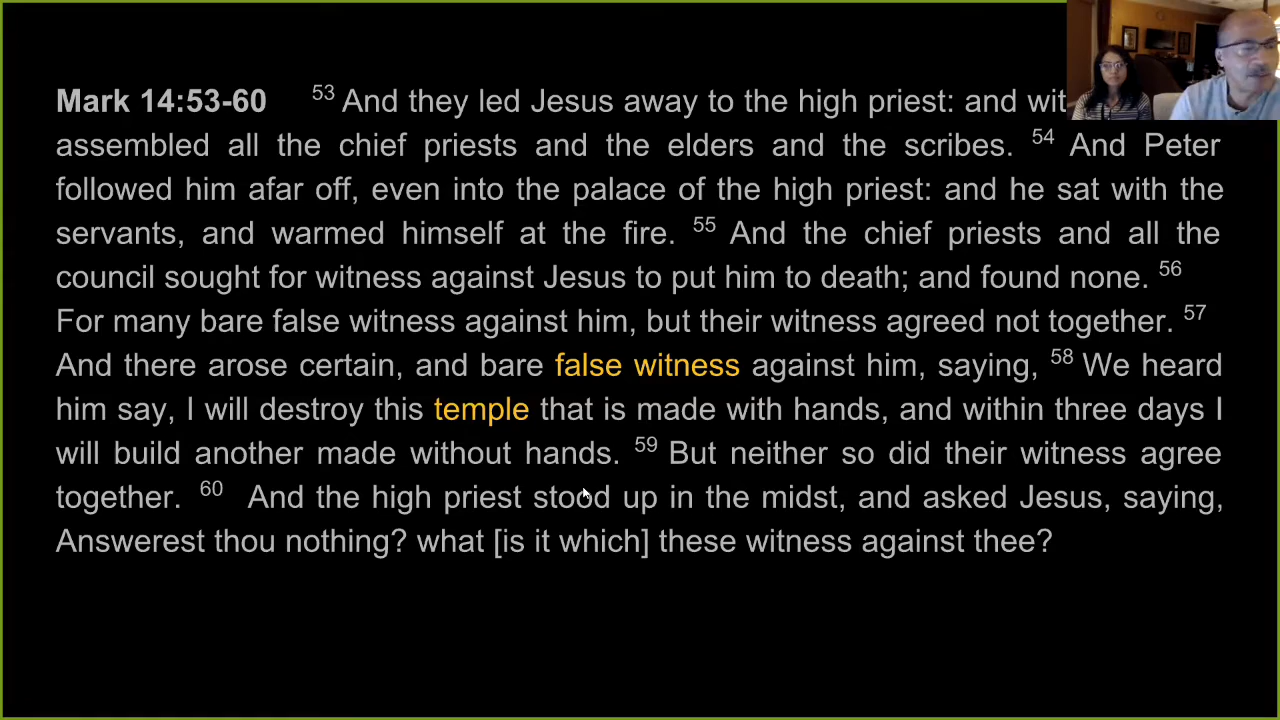 Mark 14:53-60 53 And they led Jesus away to the high priest: and
assembled all the chief priests and the elders and the scribes. 54 And Peter
followed him afar off, even into the palace of the high priest: and he sat with the
servants, and warmed himself at the fire. 55 And the chief priests and all the
council sought for witness against Jesus to put him to death; and found none. 56
For many bare false witness against him, but their witness agreed not together. 57
And there arose certain, and bare false witness against him, saying, 58 We heard
him say, I will destroy this temple that is made with hands, and within three days I
will build another made without hands. 59 But neither so did their witness agree
together. 60 And the high priest stood up in the midst, and asked Jesus, saying,
Answerest thou nothing? what [is it which] these witness against thee?